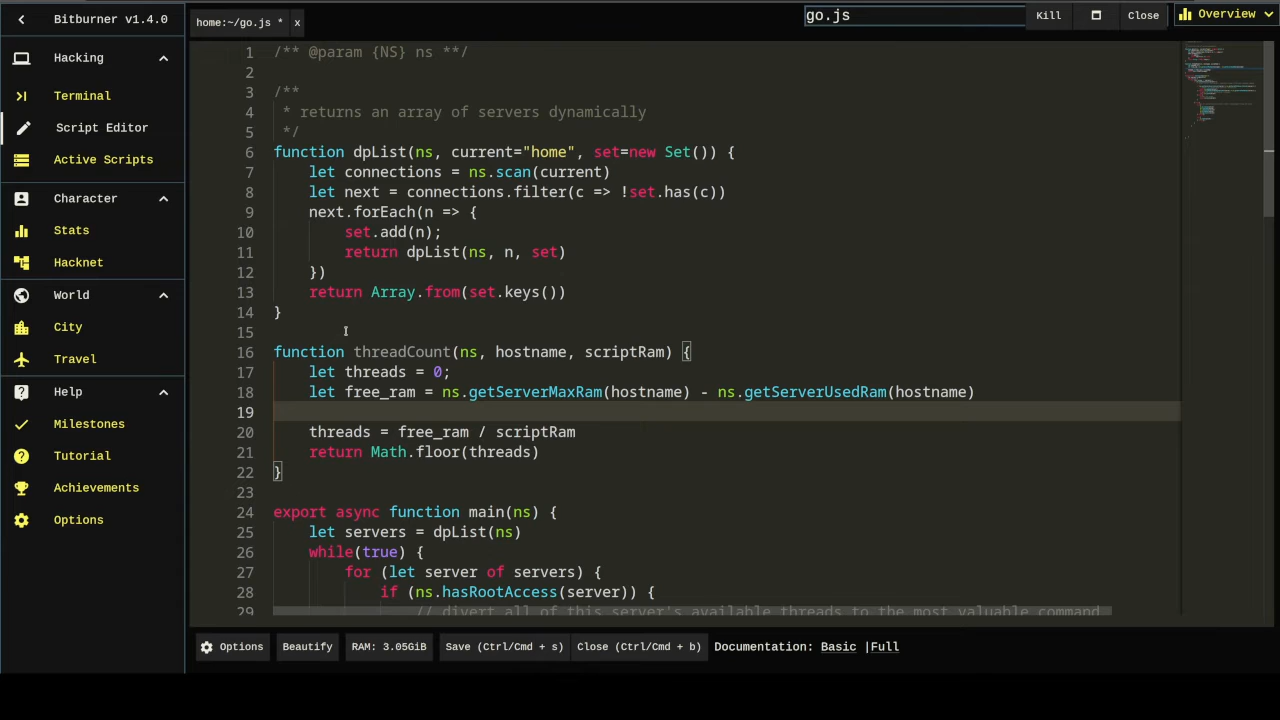 Bitburner v1.4.0
Hacking
Terminal
Script Editor
Active Scripts
Character
Stats
Hacknet
World
City
Travel
Help
Milestones
Tutorial
Achievements
Options
home:~/go.js *  x
go.js
Kill
Close
Overview
1 /** @param {NS} ns **/
2
3 /**
4  * returns an array of servers dynamically
5  */
6 function dpList(ns, current="home", set=new Set()) {
7     let connections = ns.scan(current)
8     let next = connections.filter(c => !set.has(c))
9     next.forEach(n => {
10         set.add(n);
11         return dpList(ns, n, set)
12     })
13     return Array.from(set.keys())
14 }
15
16 function threadCount(ns, hostname, scriptRam) {
17     let threads = 0;
18     let free_ram = ns.getServerMaxRam(hostname) - ns.getServerUsedRam(hostname)
19
20     threads = free_ram / scriptRam
21     return Math.floor(threads)
22 }
23
24 export async function main(ns) {
25     let servers = dpList(ns)
26     while(true) {
27         for (let server of servers) {
28             if (ns.hasRootAccess(server)) {
29                 // divert all of this server's available threads to the most valuable command
Options
Beautify
RAM: 3.05GiB
Save (Ctrl/Cmd + s)
Close (Ctrl/Cmd + b)
Documentation: Basic |Full